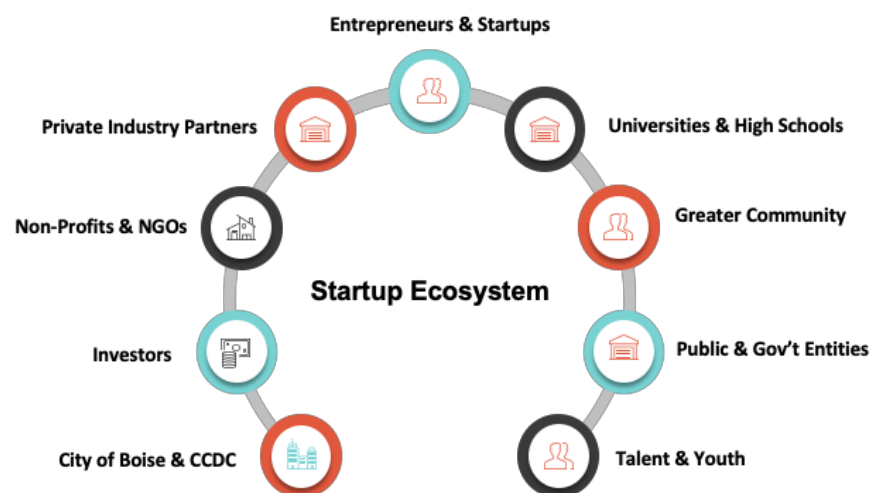 Entrepreneurs & Startups
Private Industry Partners
Universities & High Schools
Non-Profits & NGOs
Greater Community
Startup Ecosystem
Investors
Public & Gov't Entities
City of Boise & CCDC
Talent & Youth